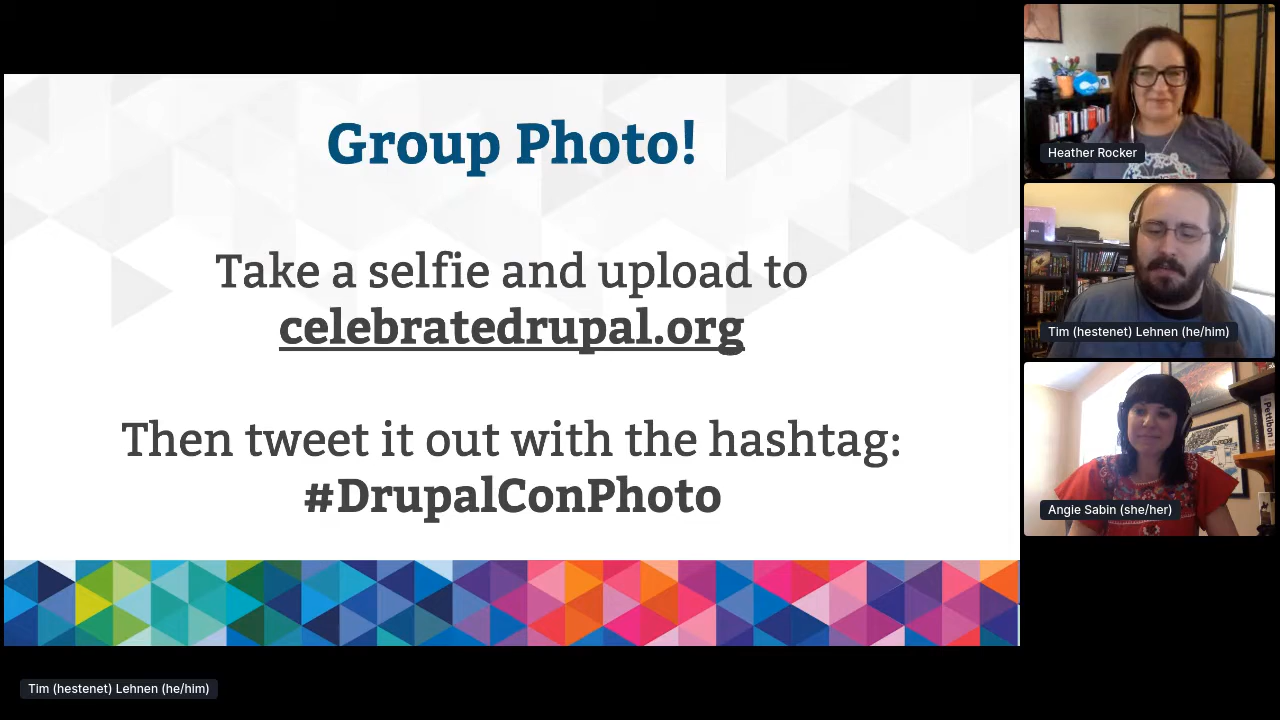 Group Photo!
Take a selfie and upload to
celebratedrupal.org
Then tweet it out with the hashtag:
#DrupalConPhoto
Heather Rocker
Tim (hestenet) Lehnen (he/him)
Pettibon
Angie Sabin (she/her)
Tim (hestenet) Lehnen (he/him)